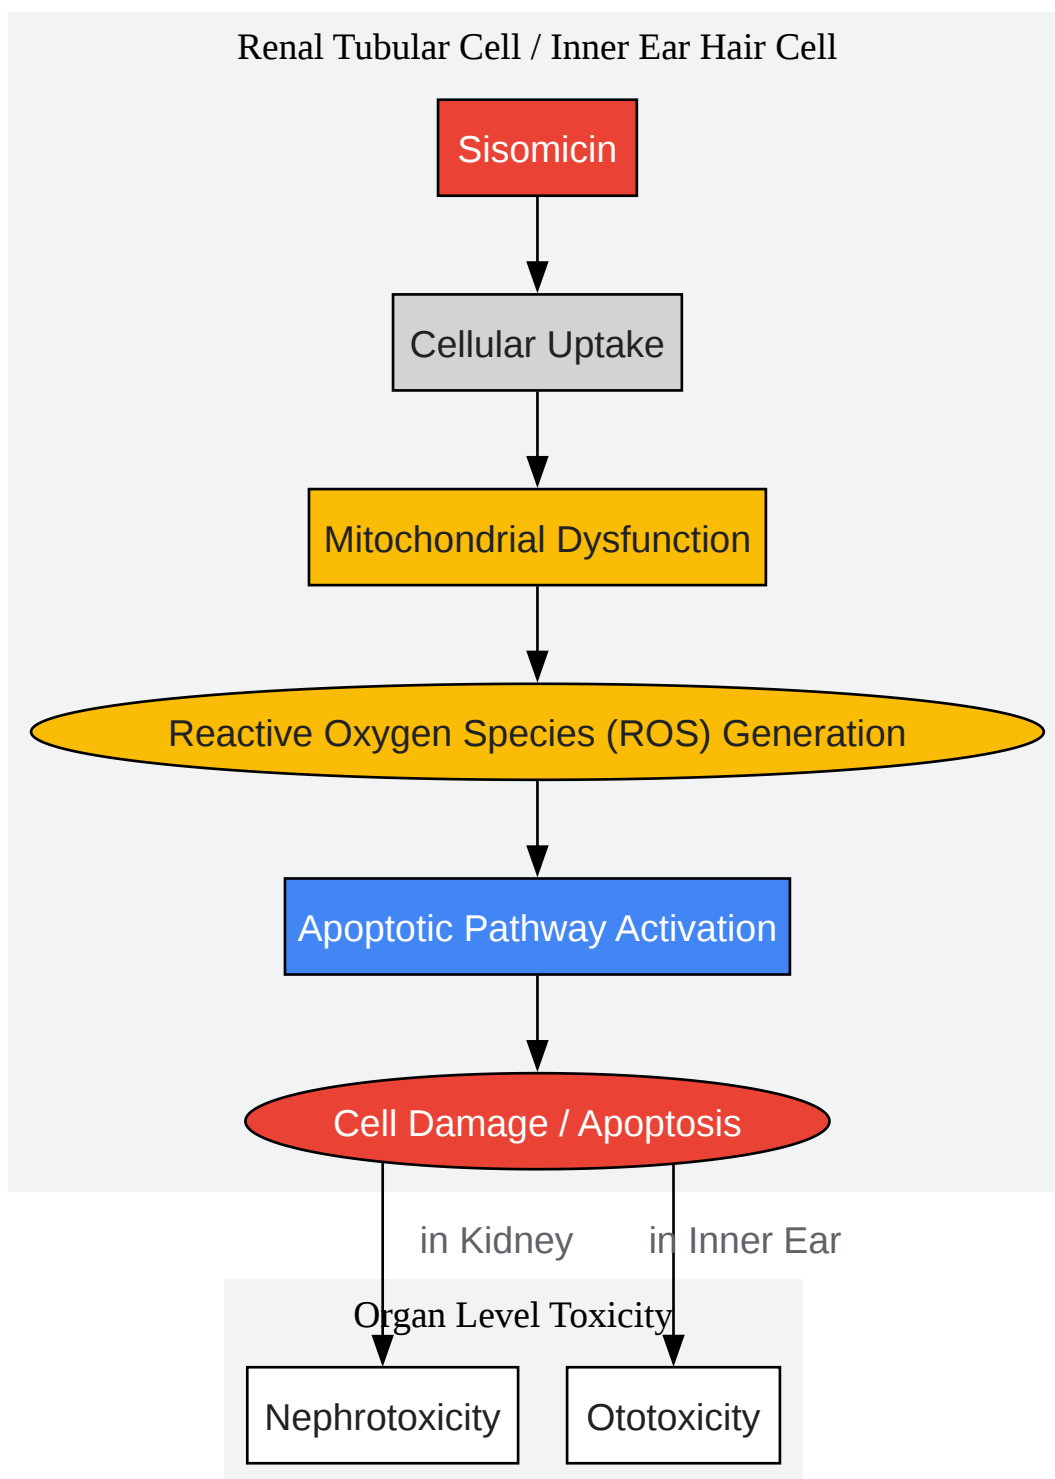 Renal Tubular Cell / Inner Ear Hair Cell
Sisomicin
Cellular Uptake
Mitochondrial Dysfunction
Reactive Oxygen Species (ROS) Generation
Apoptotic Pathway Activation
Cell Damage / Apoptosis
in Kidney
in Inner Ear
Organ Level Toxicity
Nephrotoxicity
Ototoxicity